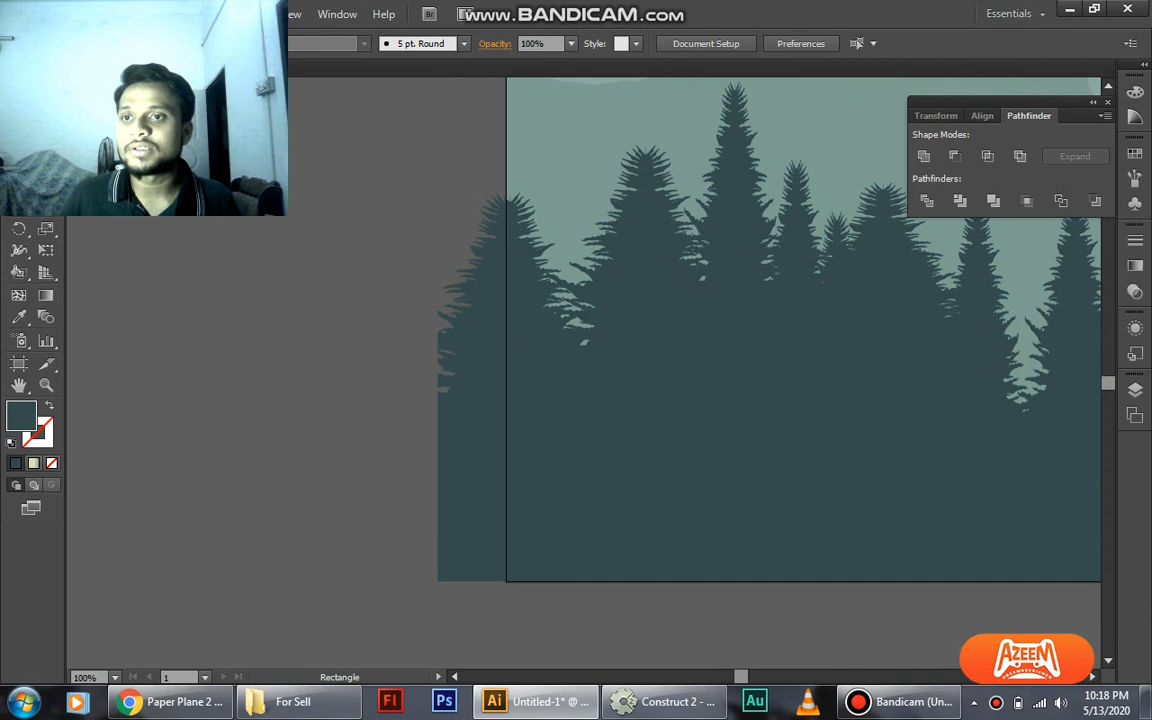 ew Window Help Br www.BANDICAM.com Essentials
5 pt. Round Opacity: 100% Style: Document Setup Preferences
Transform Align Pathfinder
Shape Modes:
Expand
Pathfinders:
100% 1 Rectangle
AZEEM
Paper Plane 2 ... For Sell Fl Ps Ai Untitled-1* @ ... Construct 2 - ... Au Bandicam (Un... 10:18 PM
5/13/2020